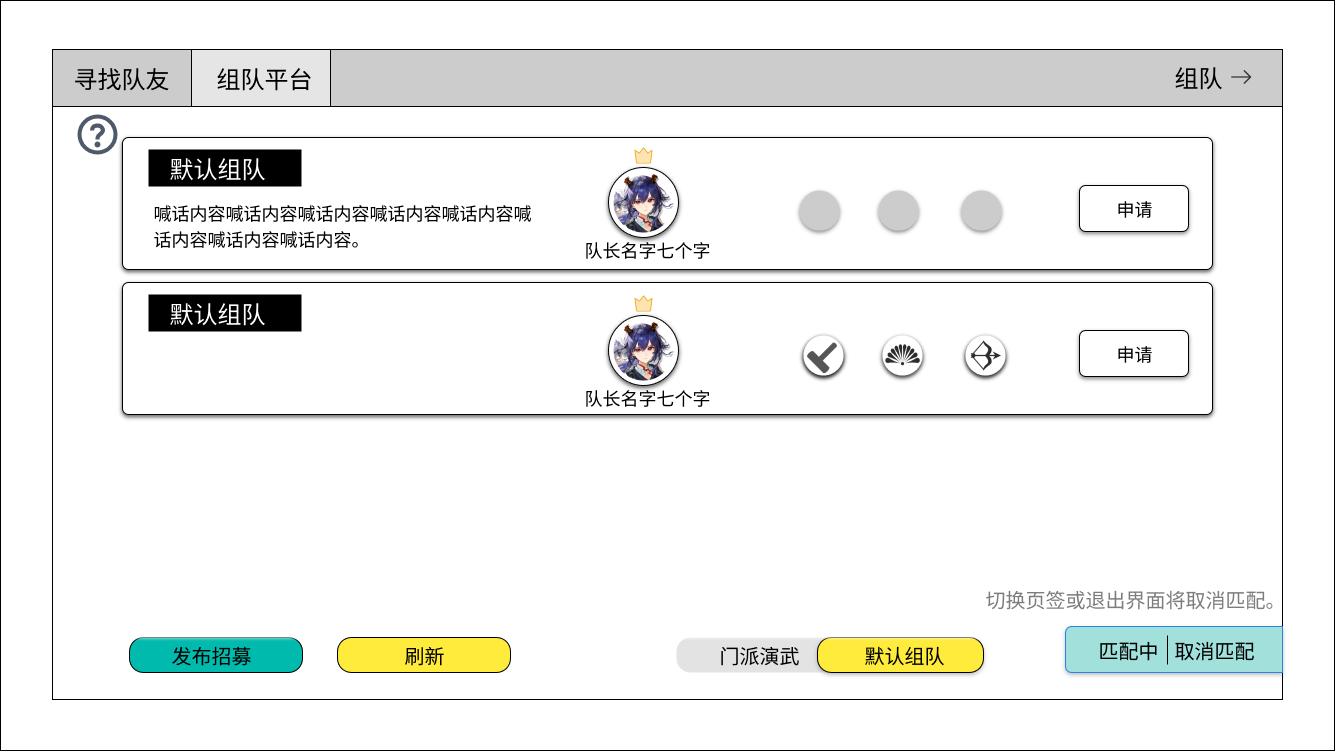 寻找队友
组队平台
组队
默认组队
喊话内容喊话内容喊话内容喊话内容喊话内容喊
话内容喊话内容喊话内容。
队长名字七个字
申请
默认组队
队长名字七个字
申请
切换页签或退出界面将取消匹配。
发布招募
刷新
门派演武
默认组队
匹配中
取消匹配